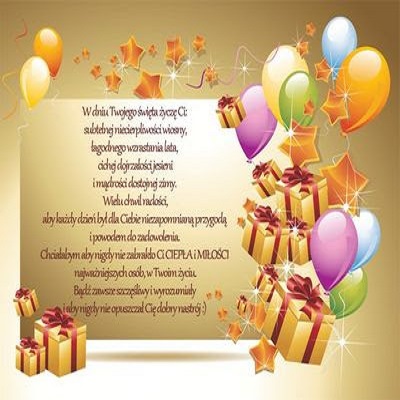 W dniu Twojego święta życzę Ci:
subtelnej niecierpliwości wiosny,
łagodnego wzrastania lata,
cichej dojrzałości jesieni
i mądrości dostojnej zimy.
Wielu chwil radości,
aby każdy dzień był dla Ciebie niezapomnianą przygodą
i powodem do zadowolenia.
Chciałabym aby nigdy nie zabrakło Ci CIEPŁA i MIŁOŚCI
najważniejszych osób, w Twoim życiu.
Bądź zawsze szczęśliwy i wyrozumiały
i aby nigdy nie opuszczał Cię dobry nastrój :)